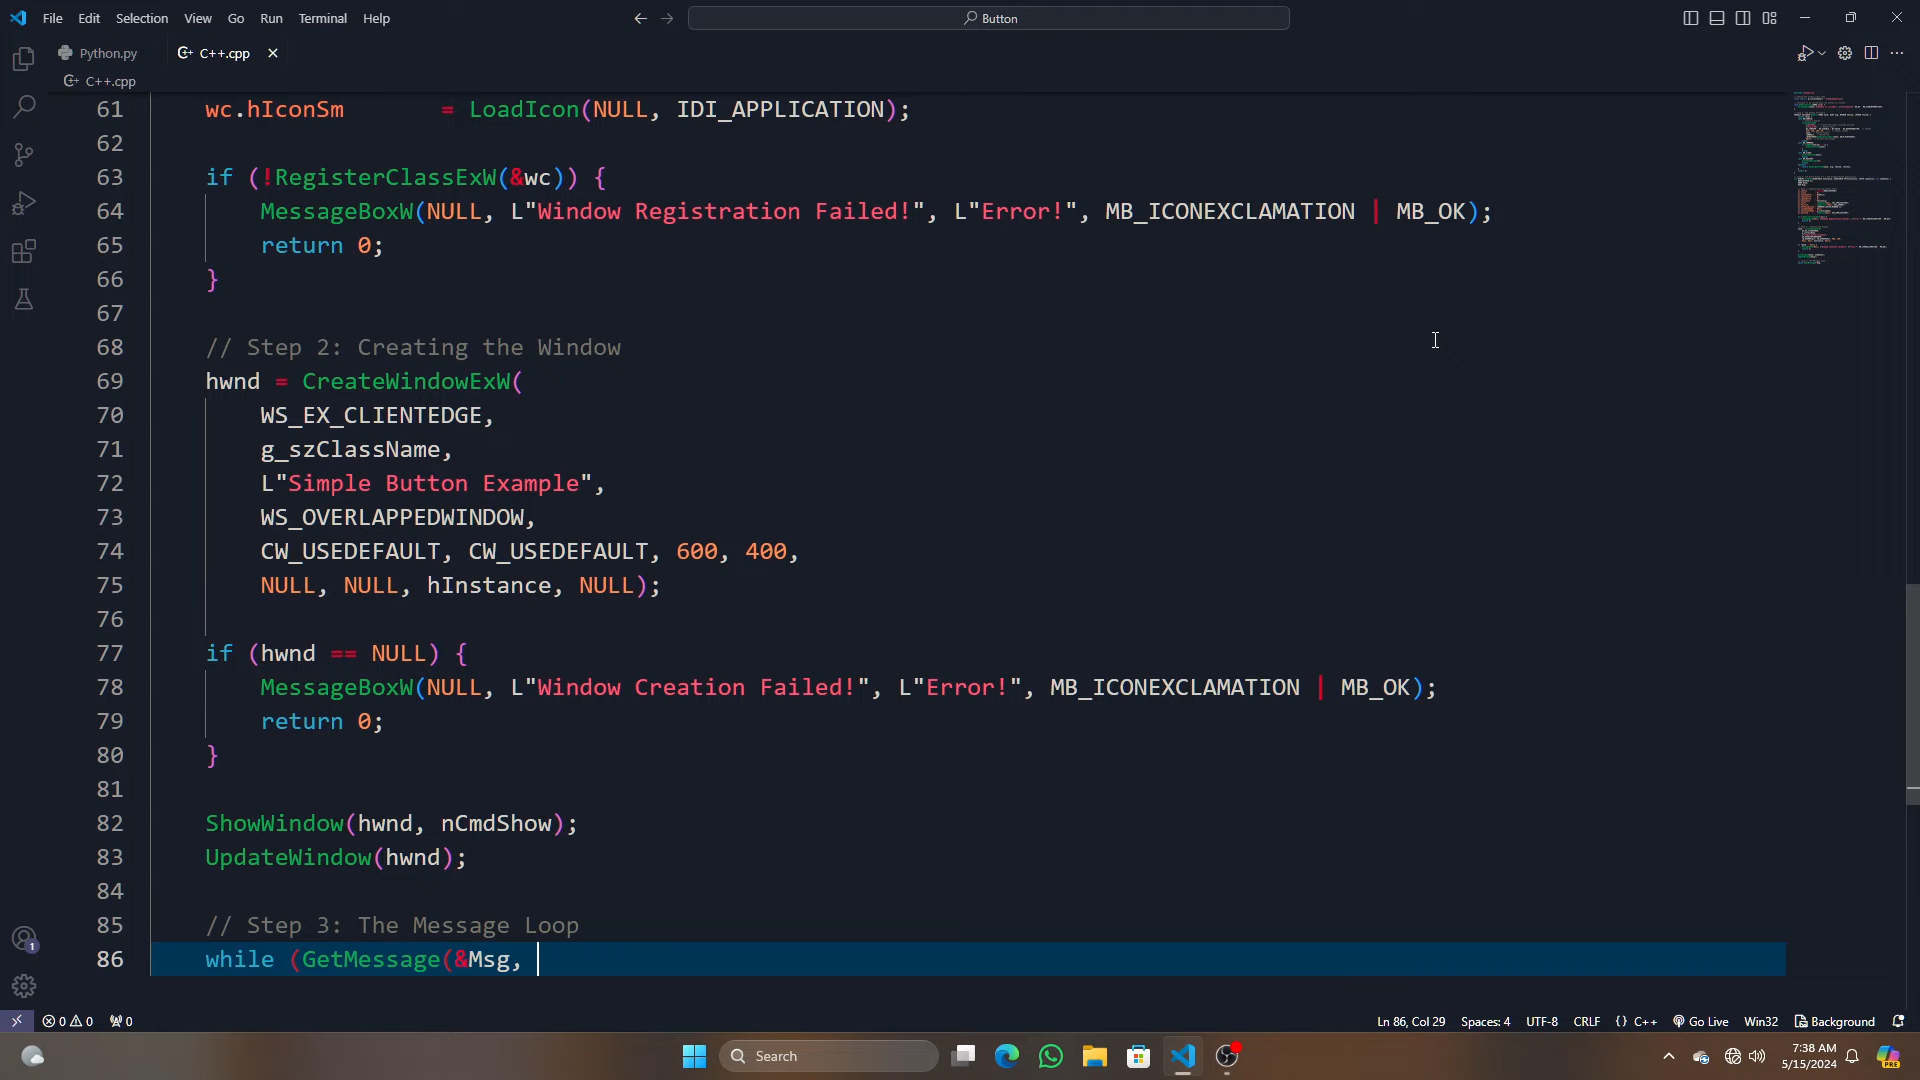 File Edit Selection View Go Run Terminal Help
Button
Python.py
C++.cpp
C++.cpp
61 wc.hIconSm = LoadIcon(NULL, IDI_APPLICATION);
62
63 if (!RegisterClassExW(&wc)) {
64 MessageBoxW(NULL, L"Window Registration Failed!", L"Error!", MB_ICONEXCLAMATION | MB_OK);
65 return 0;
66 }
67
68 // Step 2: Creating the Window
69 hwnd = CreateWindowExW(
70 WS_EX_CLIENTEDGE,
71 g_szClassName,
72 L"Simple Button Example",
73 WS_OVERLAPPEDWINDOW,
74 CW_USEDEFAULT, CW_USEDEFAULT, 600, 400,
75 NULL, NULL, hInstance, NULL);
76
77 if (hwnd == NULL) {
78 MessageBoxW(NULL, L"Window Creation Failed!", L"Error!", MB_ICONEXCLAMATION | MB_OK);
79 return 0;
80 }
81
82 ShowWindow(hwnd, nCmdShow);
83 UpdateWindow(hwnd);
84
85 // Step 3: The Message Loop
86 while (GetMessage(&Msg,
1
0 0 0 Ln 86, Col 29 Spaces: 4 UTF-8 CRLF {} C++ Go Live Win32 Background
Search
7:38 AM
5/15/2024
PRE